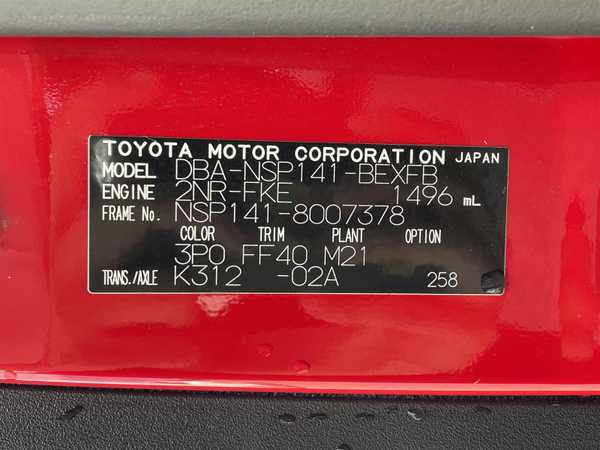 TOYOTA MOTOR CORPORATION JAPAN
MODEL DBA-NSP141-BEXFB
ENGINE 2NR-FKE 1496 mL
FRAME No. NSP141-8007378
COLOR TRIM PLANT OPTION
3P0 FF40 M21
TRANS./AXLE K312 -02A 258